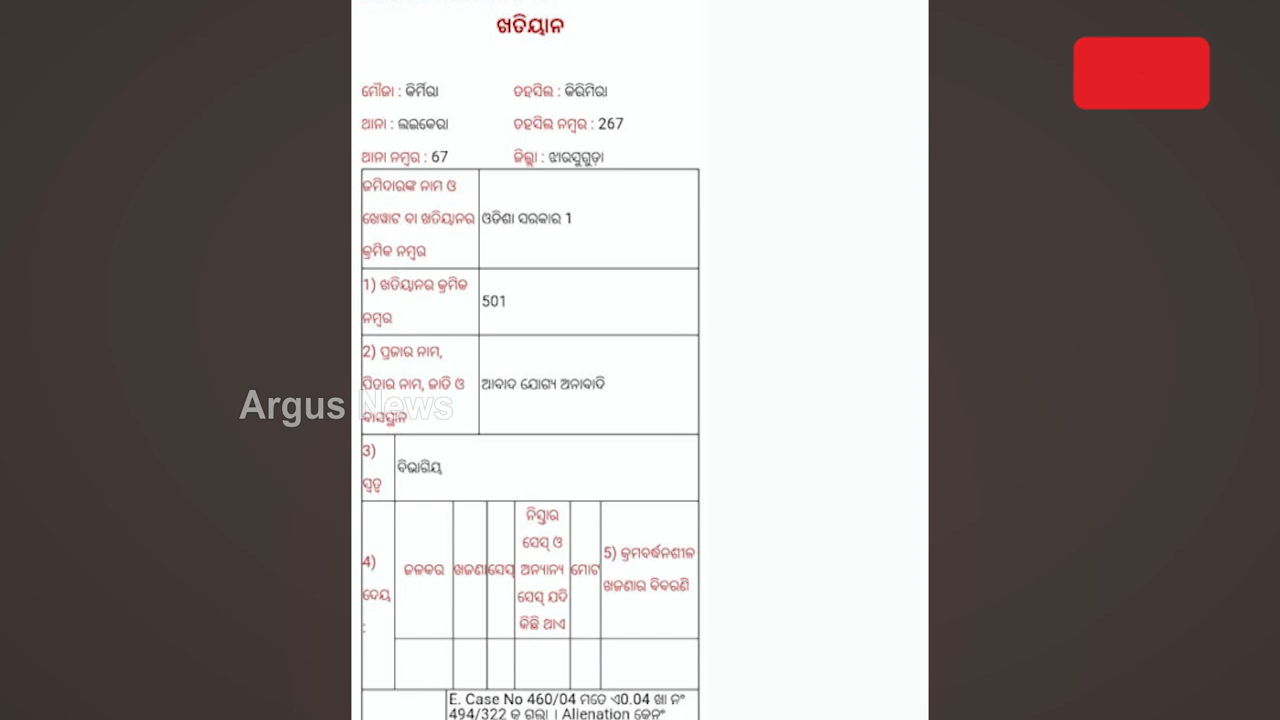 ଖତିୟାନ
ମୌଜା : କିର୍ମିରା ତହସିଲ : କିରିମିରା
ଥାନା : ଲଇକେରା ତହସିଲ ନମ୍ବର : 267
ଥାନା ନମ୍ବର : 67 ଜିଲ୍ଲା : ଝାରସୁଗୁଡ଼ା
ଜମିଦାରଙ୍କ ନାମ ଓ
ଖେୱାଟ ବା ଖତିୟାନର
କ୍ରମିକ ନମ୍ବର
ଓଡିଶା ସରକାର 1
1) ଖତିୟାନର କ୍ରମିକ
ନମ୍ବର
501
2) ପ୍ରଜାର ନାମ,
ପିତାର ନାମ, ଜାତି ଓ
ବାସସ୍ଥାନ
ଆବାଦ ଯୋଗ୍ୟ ଅନାବାଦି
Argus News
3)
ସ୍ବତ୍ଵ
ବିଭାଗିୟ
4)
ଦେୟ
:
ଜଳକର
ଖଜଣା
ସେସ୍
ନିସ୍ତାର
ସେସ୍ ଓ
ଅନ୍ୟାନ୍ୟ
ସେସ୍ ଯଦି
କିଛି ଥାଏ
ମୋଟ
5) କ୍ରମବର୍ଦ୍ଧନଶୀଳ
ଖଜଣାର ବିବରଣି
E. Case No 460/04 ମତେ ଏ0.04 ଖା ନଂ
494/322 କୁ ଗଲା । Alienation କେନଂ